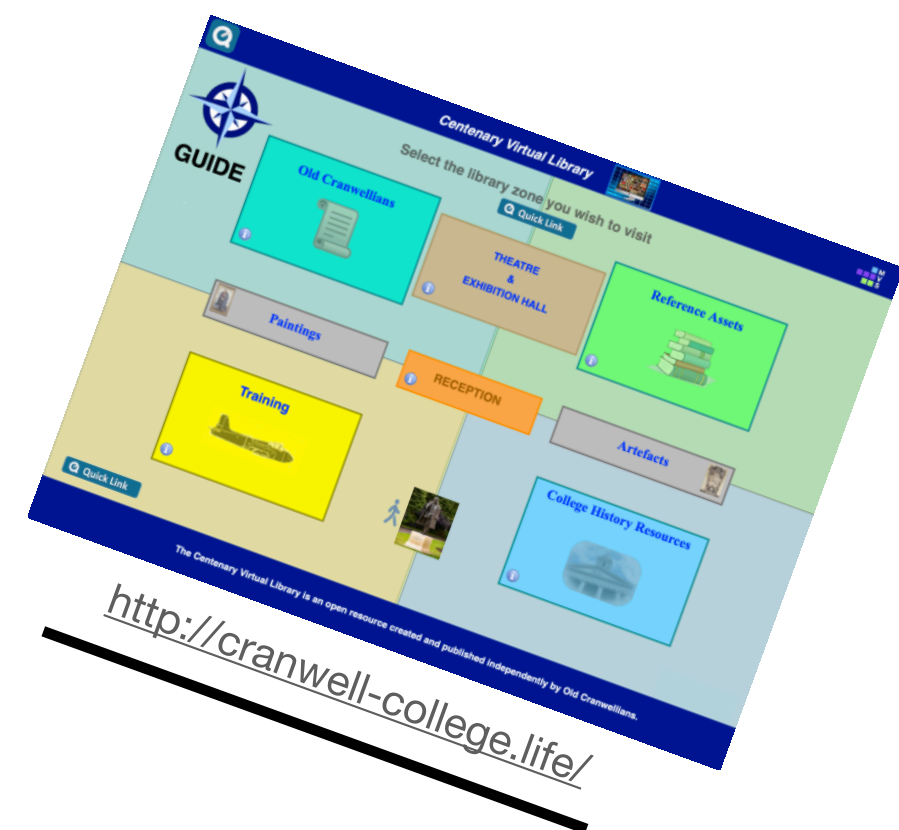 Centenary Virtual Library
GUIDE
Select the library zone you wish to visit
Quick Link
Old Cranwellians
THEATRE
&
EXHIBITION HALL
Reference Assets
M
V
S
Paintings
RECEPTION
Training
Artefacts
Quick Link
College History Resources
The Centenary Virtual Library is an open resource created and published independently by Old Cranwellians.
http://cranwell-college.life/